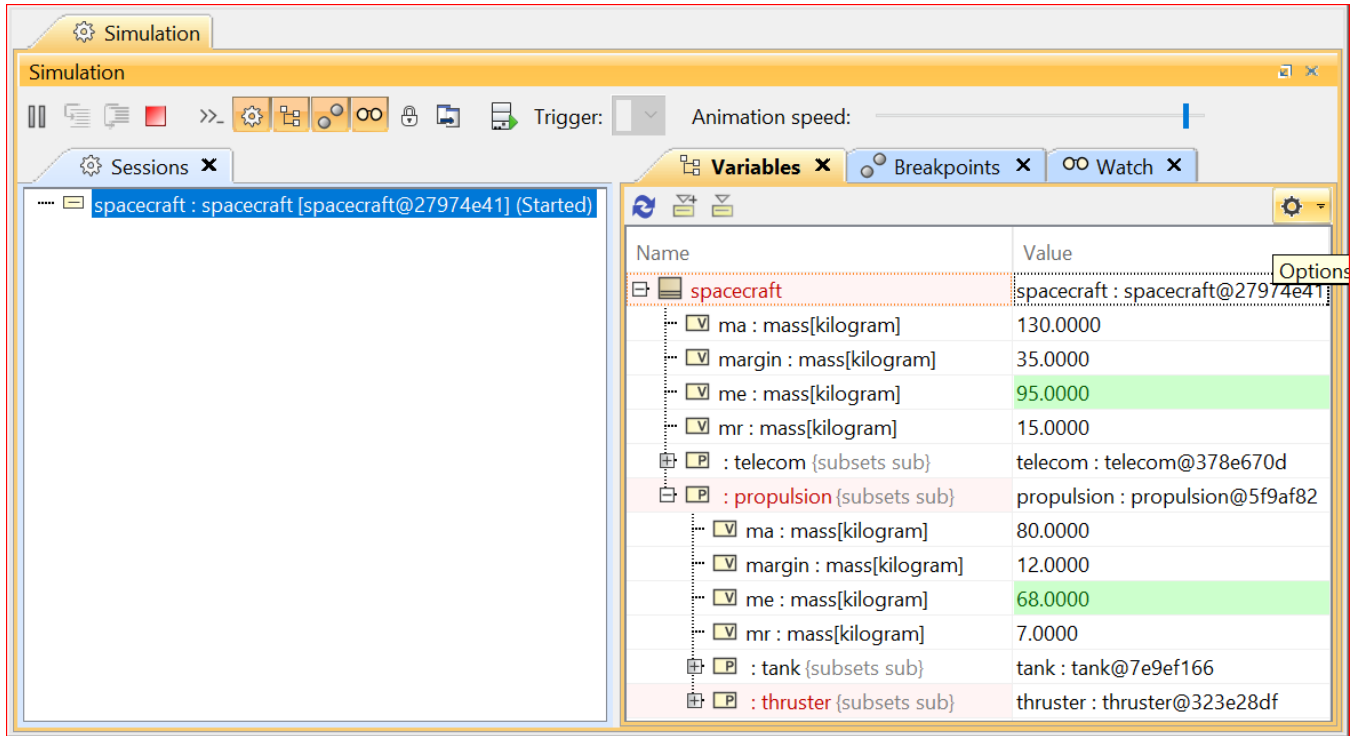 Simulation
Simulation
Trigger: Animation speed:
Sessions
Variables Breakpoints Watch
spacecraft : spacecraft [spacecraft@27974e41] (Started)
Name Value
Options
spacecraft spacecraft : spacecraft@27974e41
V ma : mass[kilogram] 130.0000
V margin : mass[kilogram] 35.0000
V me : mass[kilogram] 95.0000
V mr : mass[kilogram] 15.0000
P : telecom {subsets sub} telecom : telecom@378e670d
P : propulsion {subsets sub} propulsion : propulsion@5f9af82
V ma : mass[kilogram] 80.0000
V margin : mass[kilogram] 12.0000
V me : mass[kilogram] 68.0000
V mr : mass[kilogram] 7.0000
P : tank {subsets sub} tank : tank@7e9ef166
P : thruster {subsets sub} thruster : thruster@323e28df